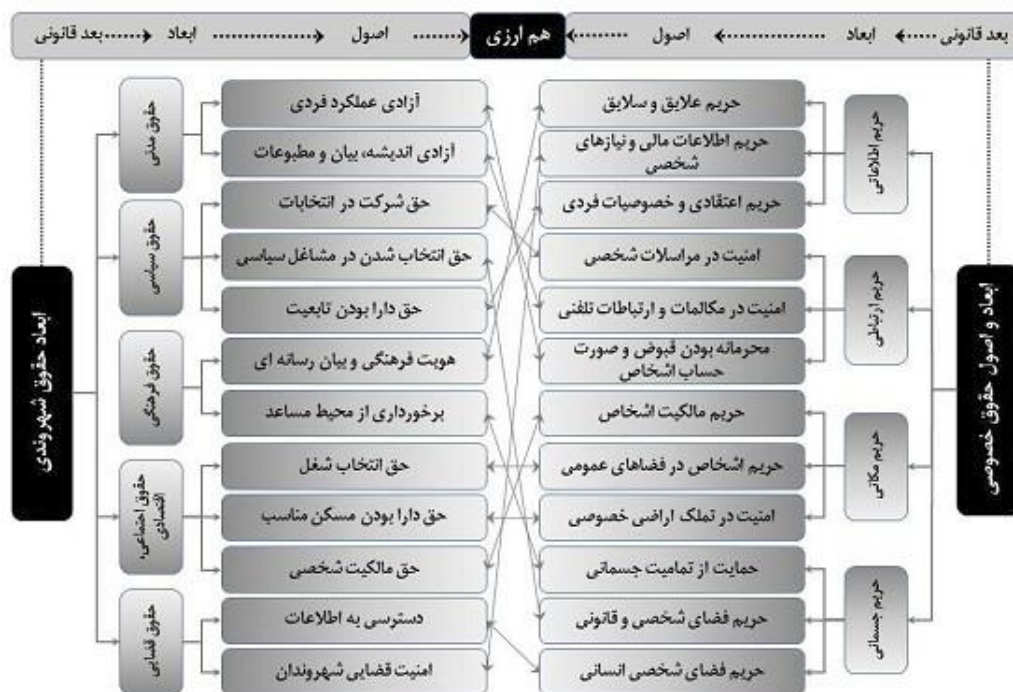 بعد قانونی
ابعاد
اصول
هم ارزی
اصول
ابعاد
بعد قانونی
ابعاد و اصول حقوق خصوصی
حریم اطلاعاتی
حریم علایق و سلایق
حریم اطلاعات مالی و نیازهای
شخصی
حریم اعتقادی و خصوصیات فردی
حریم ارتباطی
امنیت در مراسلات شخصی
امنیت در مکالمات و ارتباطات تلفنی
محرمانه بودن قبوض و صورت
حساب اشخاص
حریم مکانی
حریم مالکیت اشخاص
حریم اشخاص در فضاهای عمومی
امنیت در تملک اراضی خصوصی
حریم جسمانی
حمایت از تمامیت جسمانی
حریم فضای شخصی و قانونی
حریم فضای شخصی انسانی
آزادی عملکرد فردی
آزادی اندیشه، بیان و مطبوعات
حقوق مدنی
حق شرکت در انتخابات
حق انتخاب شدن در مشاغل سیاسی
حق دارا بودن تابعیت
حقوق سیاسی
هویت فرهنگی و بیان رسانه ای
برخورداری از محیط مساعد
حقوق فرهنگی
حق انتخاب شغل
حق دارا بودن مسکن مناسب
حق مالکیت شخصی
حقوق اجتماعی،
اقتصادی
دسترسی به اطلاعات
امنیت قضایی شهروندان
حقوق قضایی
ابعاد حقوق شهروندی